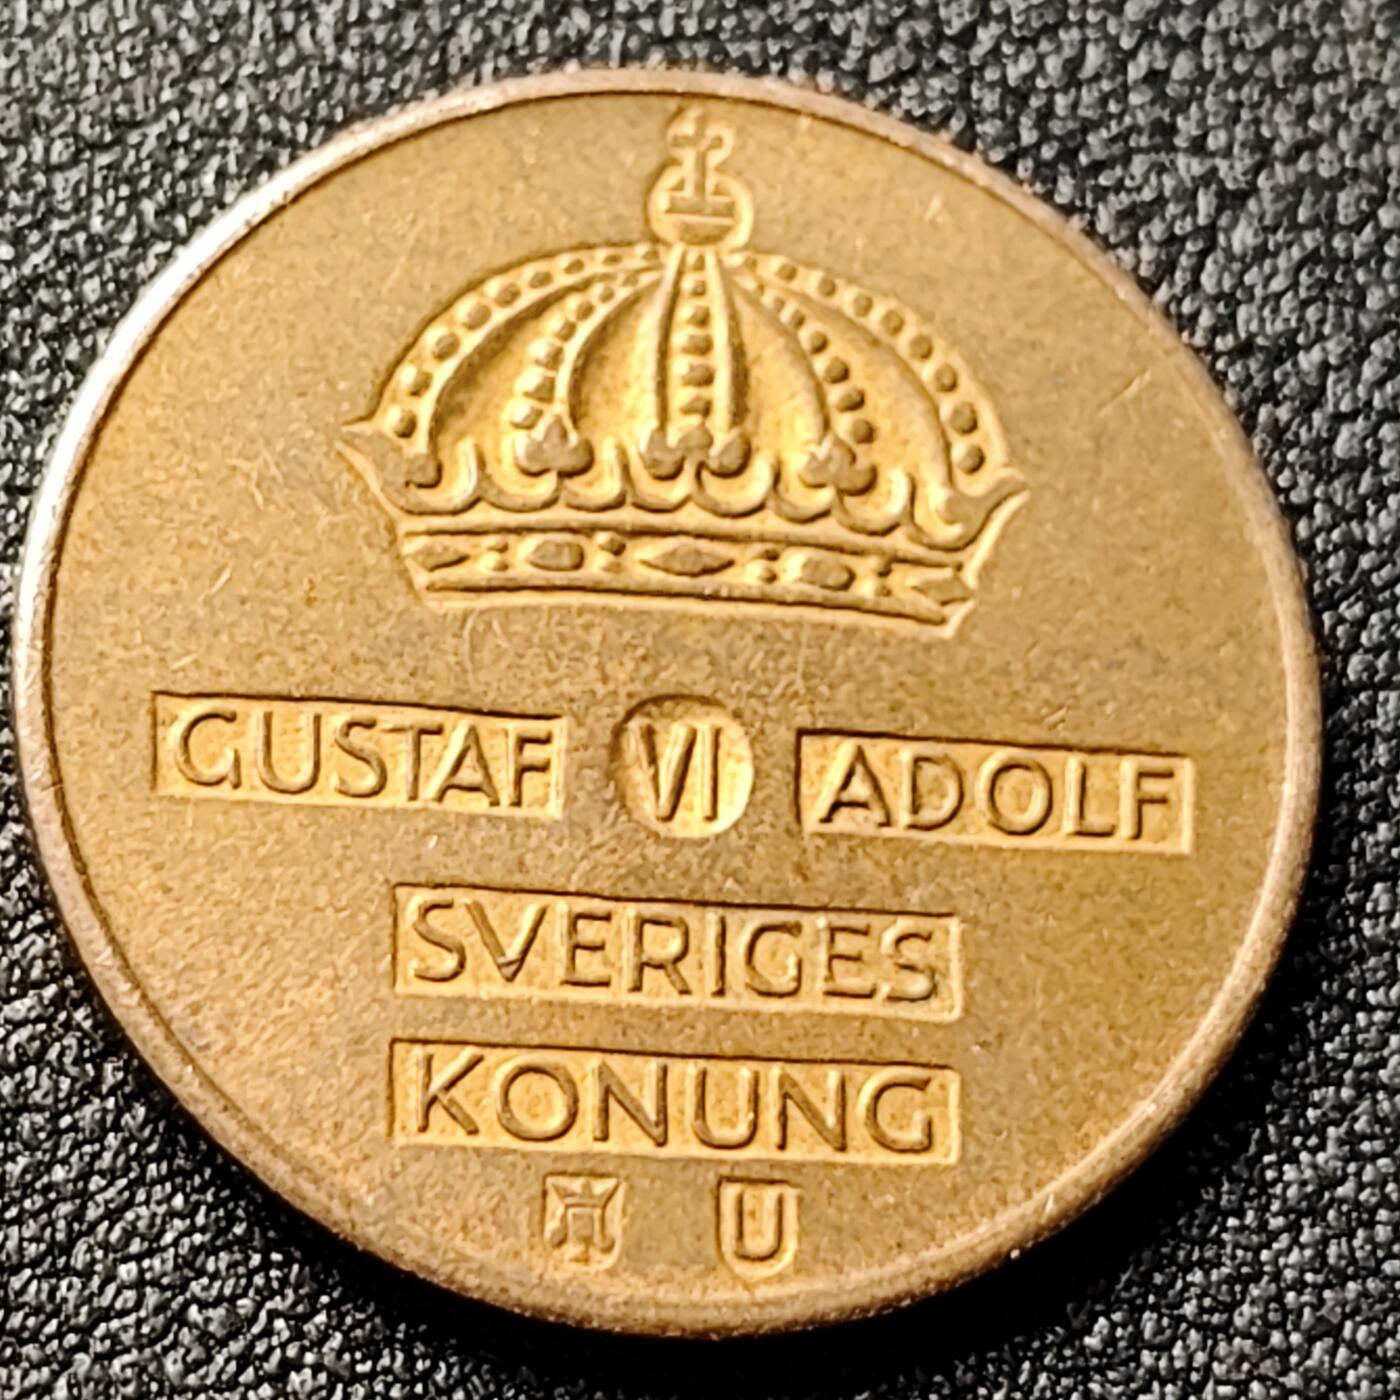 GUSTAF VI ADOLF
SVERIGES
KONUNG
U